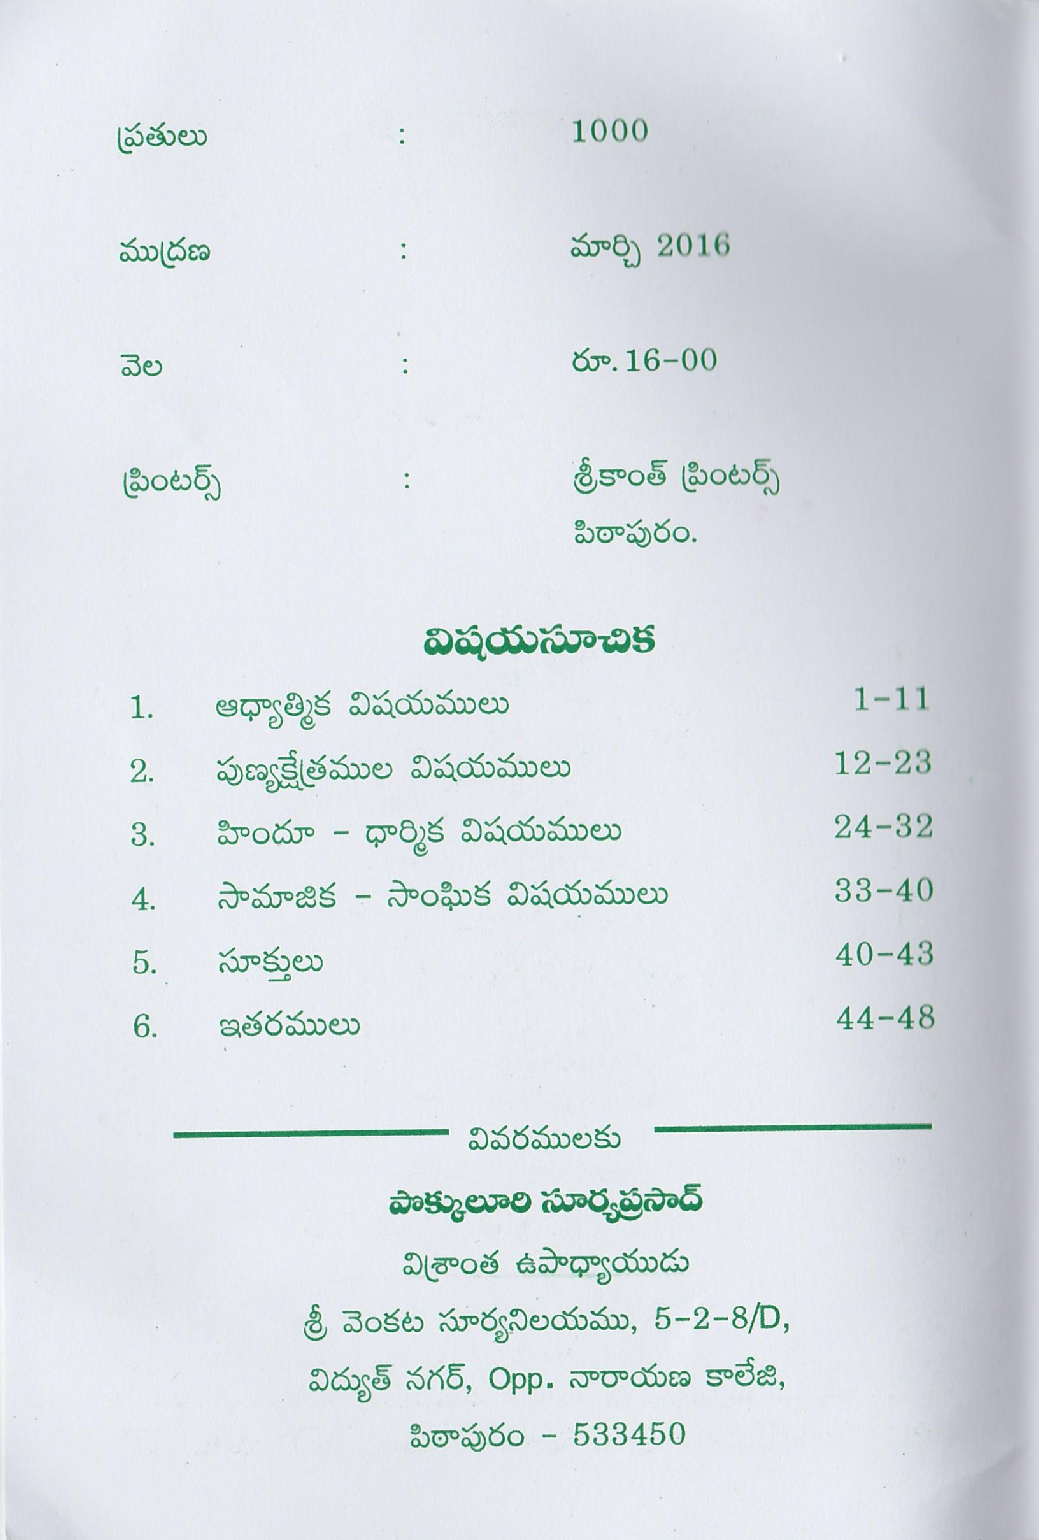 ప్రతులు : 1000
ముద్రణ : మార్చి 2016
వెల : రూ. 16-00
ప్రింటర్స్ : శ్రీకాంత్ ప్రింటర్స్
పిఠాపురం.
విషయసూచిక
1. ఆధ్యాత్మిక విషయములు 1-11
2. పుణ్యక్షేత్రముల విషయములు 12-23
3. హిందూ - ధార్మిక విషయములు 24-32
4. సామాజిక - సాంఘిక విషయములు 33-40
5. సూక్తులు 40-43
6. ఇతరములు 44-48
వివరములకు
పొక్కులూరి సూర్యప్రసాద్
విశ్రాంత ఉపాధ్యాయుడు
శ్రీ వెంకట సూర్యనిలయము, 5-2-8/D,
విద్యుత్ నగర్, Opp. నారాయణ కాలేజి,
పిఠాపురం - 533450